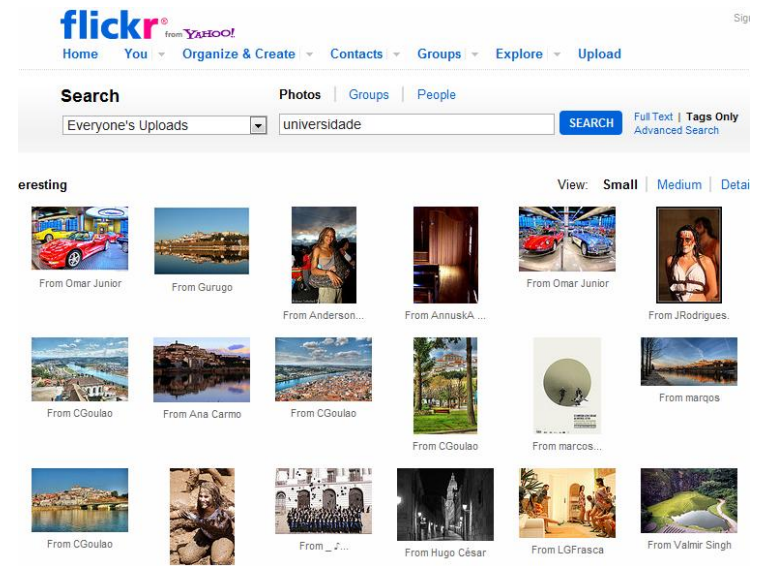 flickr® from YAHOO!
Sign
Home You Organize & Create Contacts Groups Explore Upload
Search
Photos Groups People
Everyone's Uploads
universidade
SEARCH
Full Text | Tags Only
Advanced Search
eresting
View: Small Medium Detai
From Omar Junior
From Gurugo
From Anderson...
From AnnuskA ...
From Omar Junior
From JRodrigues.
From CGoulao
From Ana Carmo
From CGoulao
From CGoulao
From marcos...
From marqos
From CGoulao
From _ ♪...
From Hugo César
From LGFrasca
From Valmir Singh